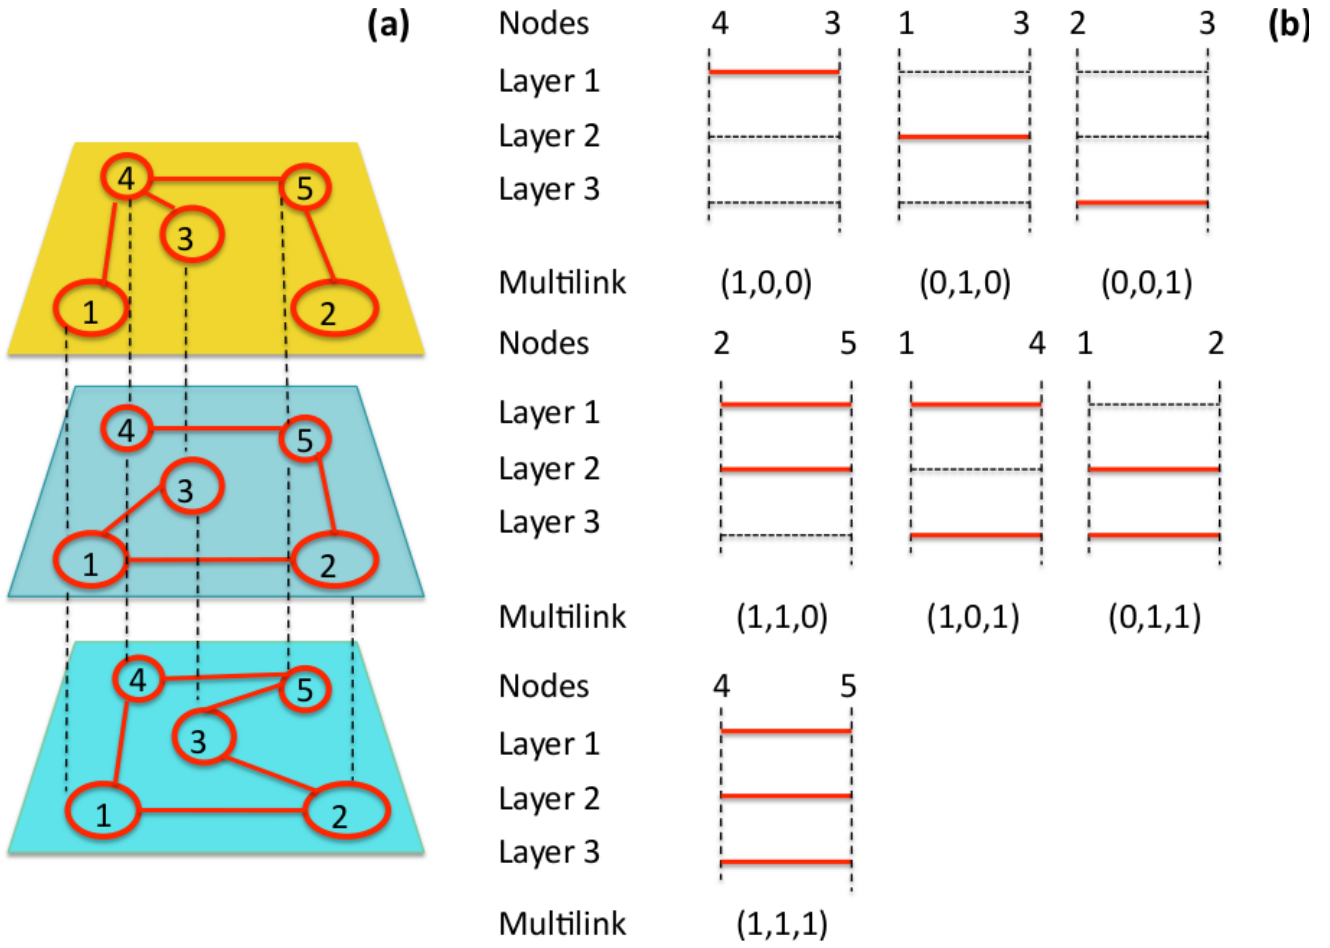 (a)
4
5
3
1
2
4
5
3
1
2
4
5
3
1
2
(b)
Nodes 4 3 1 3 2 3
Layer 1
Layer 2
Layer 3
Multilink (1,0,0) (0,1,0) (0,0,1)
Nodes 2 5 1 4 1 2
Layer 1
Layer 2
Layer 3
Multilink (1,1,0) (1,0,1) (0,1,1)
Nodes 4 5
Layer 1
Layer 2
Layer 3
Multilink (1,1,1)